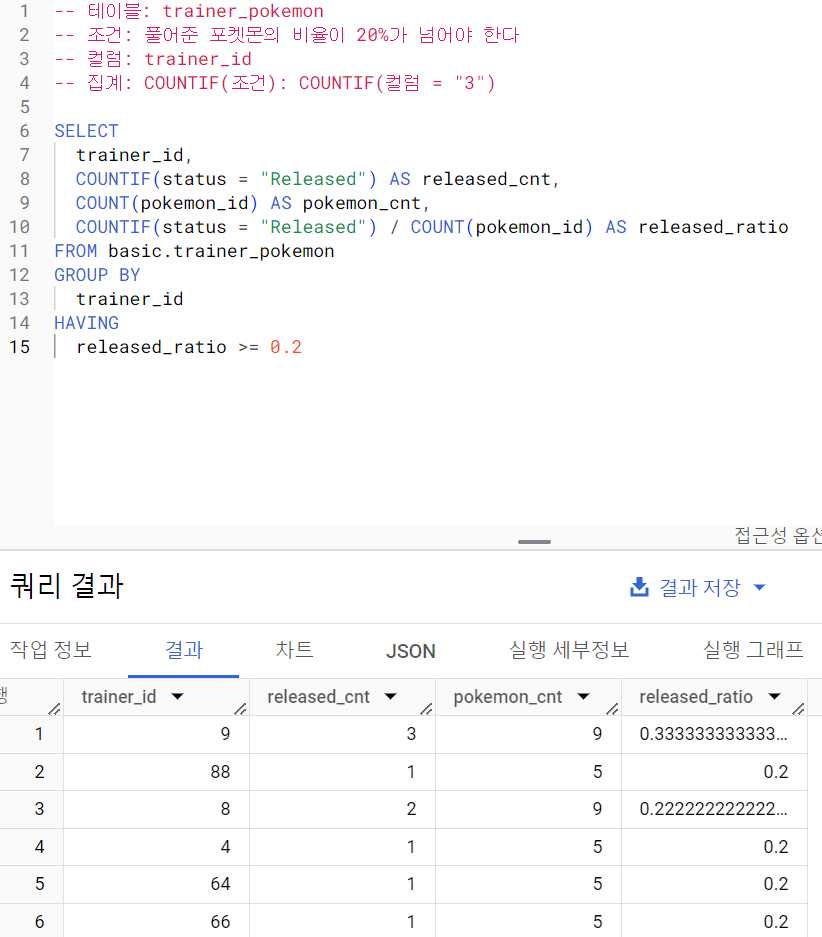 1 -- 테이블: trainer_pokemon
2 -- 조건: 풀어준 포켓몬의 비율이 20%가 넘어야 한다
3 -- 컬럼: trainer_id
4 -- 집계: COUNTIF(조건): COUNTIF(컬럼 = "3")
5
6 SELECT
7 trainer_id,
8 COUNTIF(status = "Released") AS released_cnt,
9 COUNT(pokemon_id) AS pokemon_cnt,
10 COUNTIF(status = "Released") / COUNT(pokemon_id) AS released_ratio
11 FROM basic.trainer_pokemon
12 GROUP BY
13 trainer_id
14 HAVING
15 released_ratio >= 0.2
접근성 옵션
쿼리 결과 결과 저장
작업 정보 결과 차트 JSON 실행 세부정보 실행 그래프
행 trainer_id released_cnt pokemon_cnt released_ratio
1 9 3 9 0.333333333333...
2 88 1 5 0.2
3 8 2 9 0.222222222222...
4 4 1 5 0.2
5 64 1 5 0.2
6 66 1 5 0.2